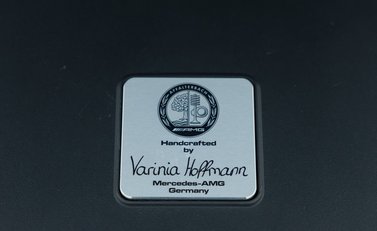 AFFALTERBACH
AMG
Handcrafted
by
Varinia Hoffmann
Mercedes-AMG
Germany